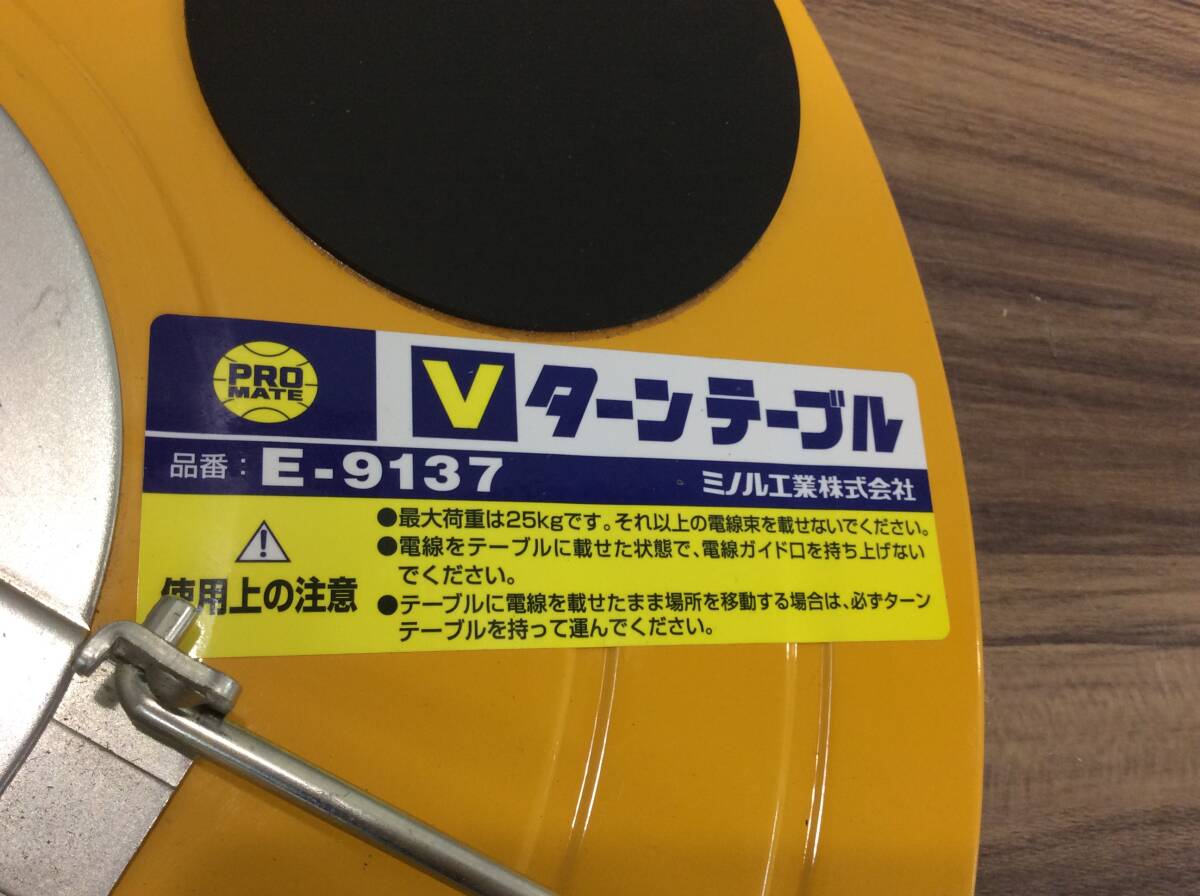 PRO
MATE
V ターンテーブル
品番：E-9137
ミノル工業株式会社
使用上の注意
●最大荷重は25kgです。それ以上の電線束を載せないでください。
●電線をテーブルに載せた状態で、電線ガイド口を持ち上げない
でください。
●テーブルに電線を載せたまま場所を移動する場合は、必ずターン
テーブルを持って運んでください。